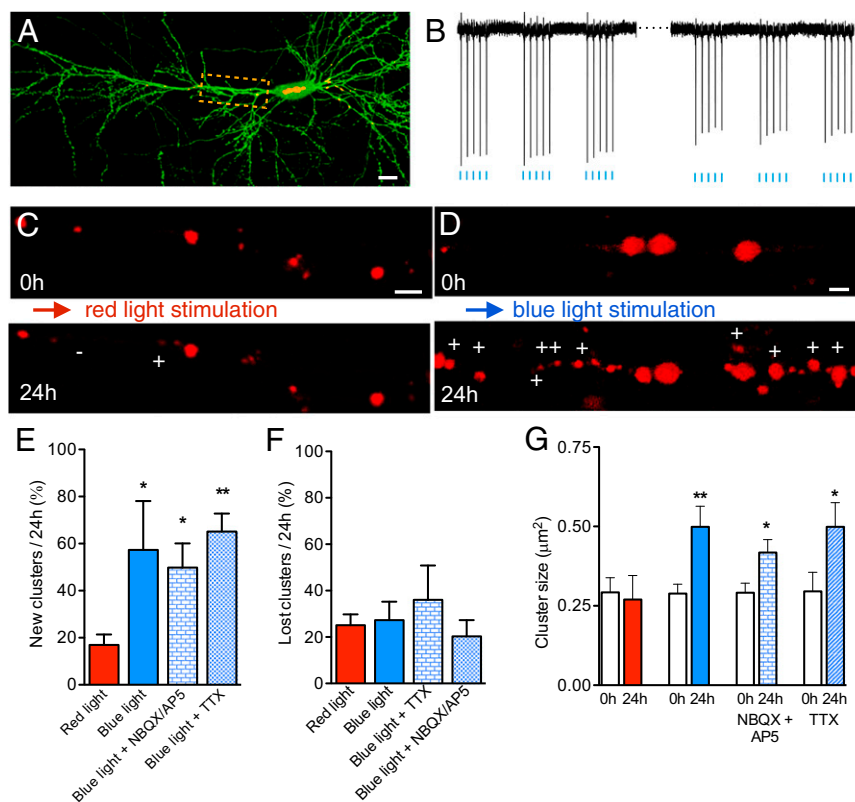 A
B
C
0h
D
0h
red light stimulation
blue light stimulation
-
+
24h
+ + ++ + + + + + +
+
24h
E
New clusters / 24h (%)
100
80
60
40
20
0
*
*
**
Red light
Blue light
Blue light + NBQX/AP5
Blue light + TTX
F
Lost clusters / 24h (%)
100
80
60
40
20
0
Red light
Blue light
Blue light + TTX
Blue light + NBQX/AP5
G
Cluster size (μm²)
0.75
0.50
0.25
0.00
**
*
*
0h 24h
0h 24h
0h 24h
0h 24h
NBQX +
AP5
TTX